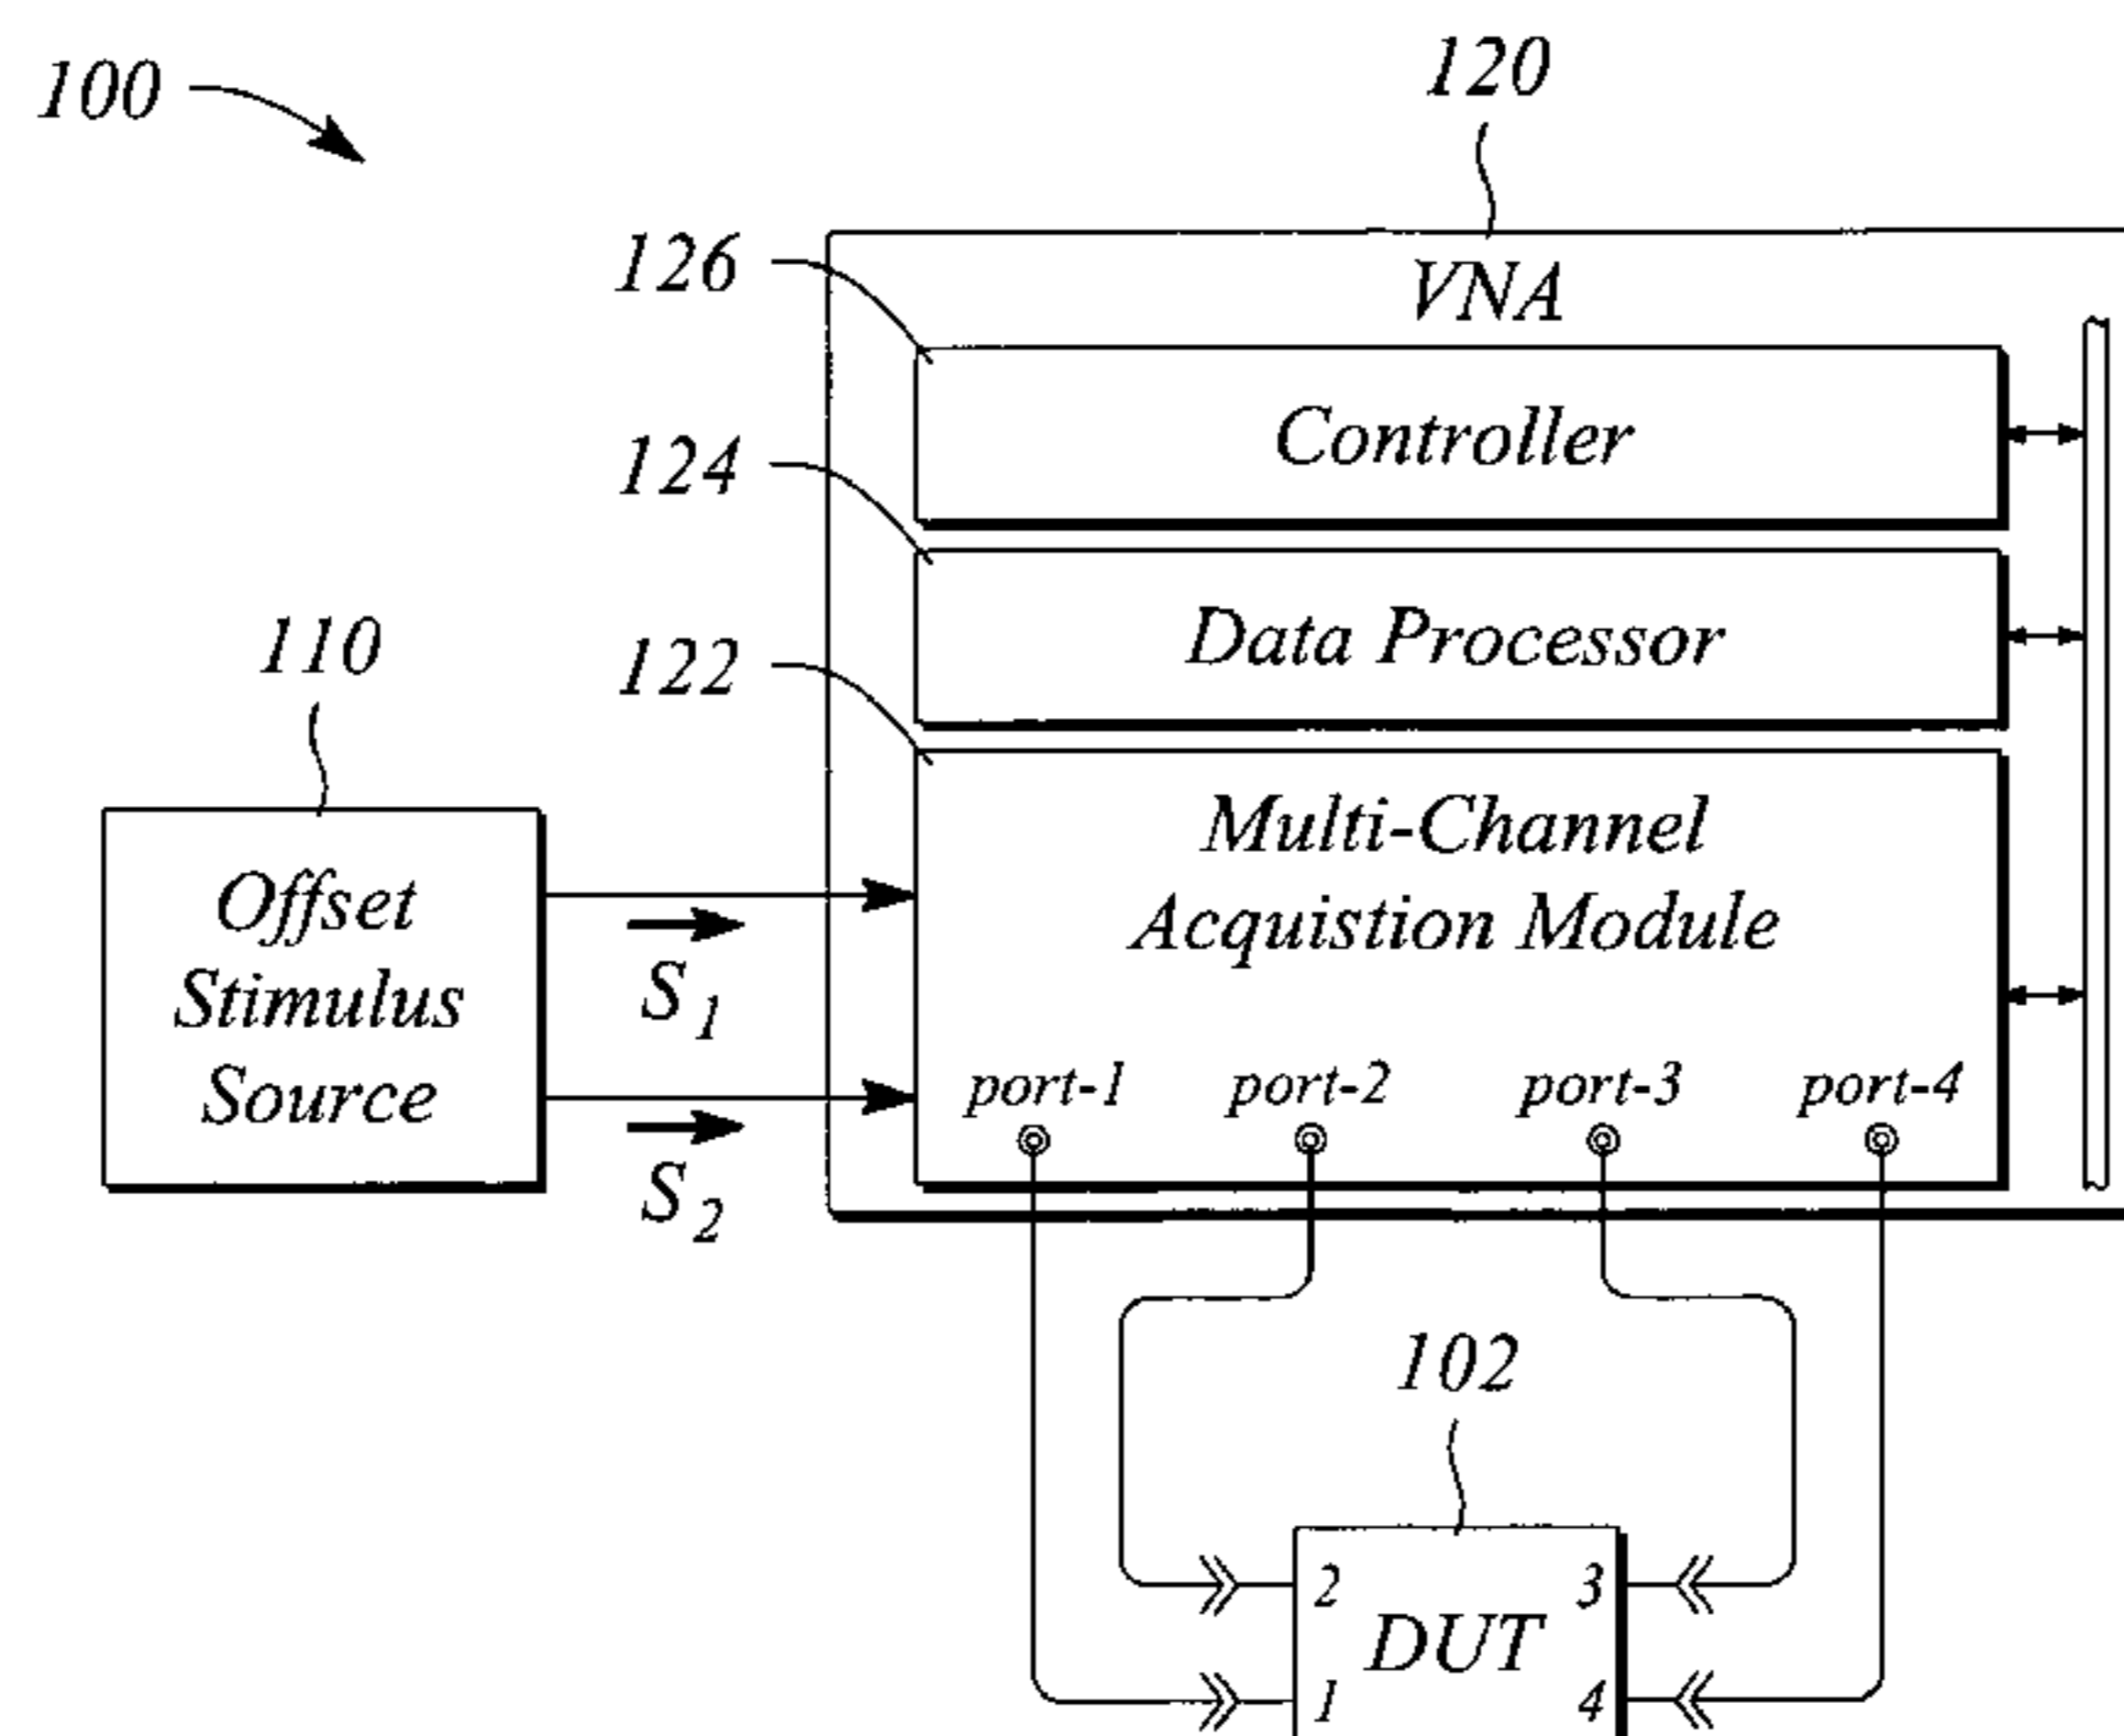 100
120
VNA
126
Controller
124
Data Processor
122
Multi-Channel
Acquistion Module
110
Offset
Stimulus
Source
S1
S2
port-1 port-2 port-3 port-4
102
2 3
DUT
1 4